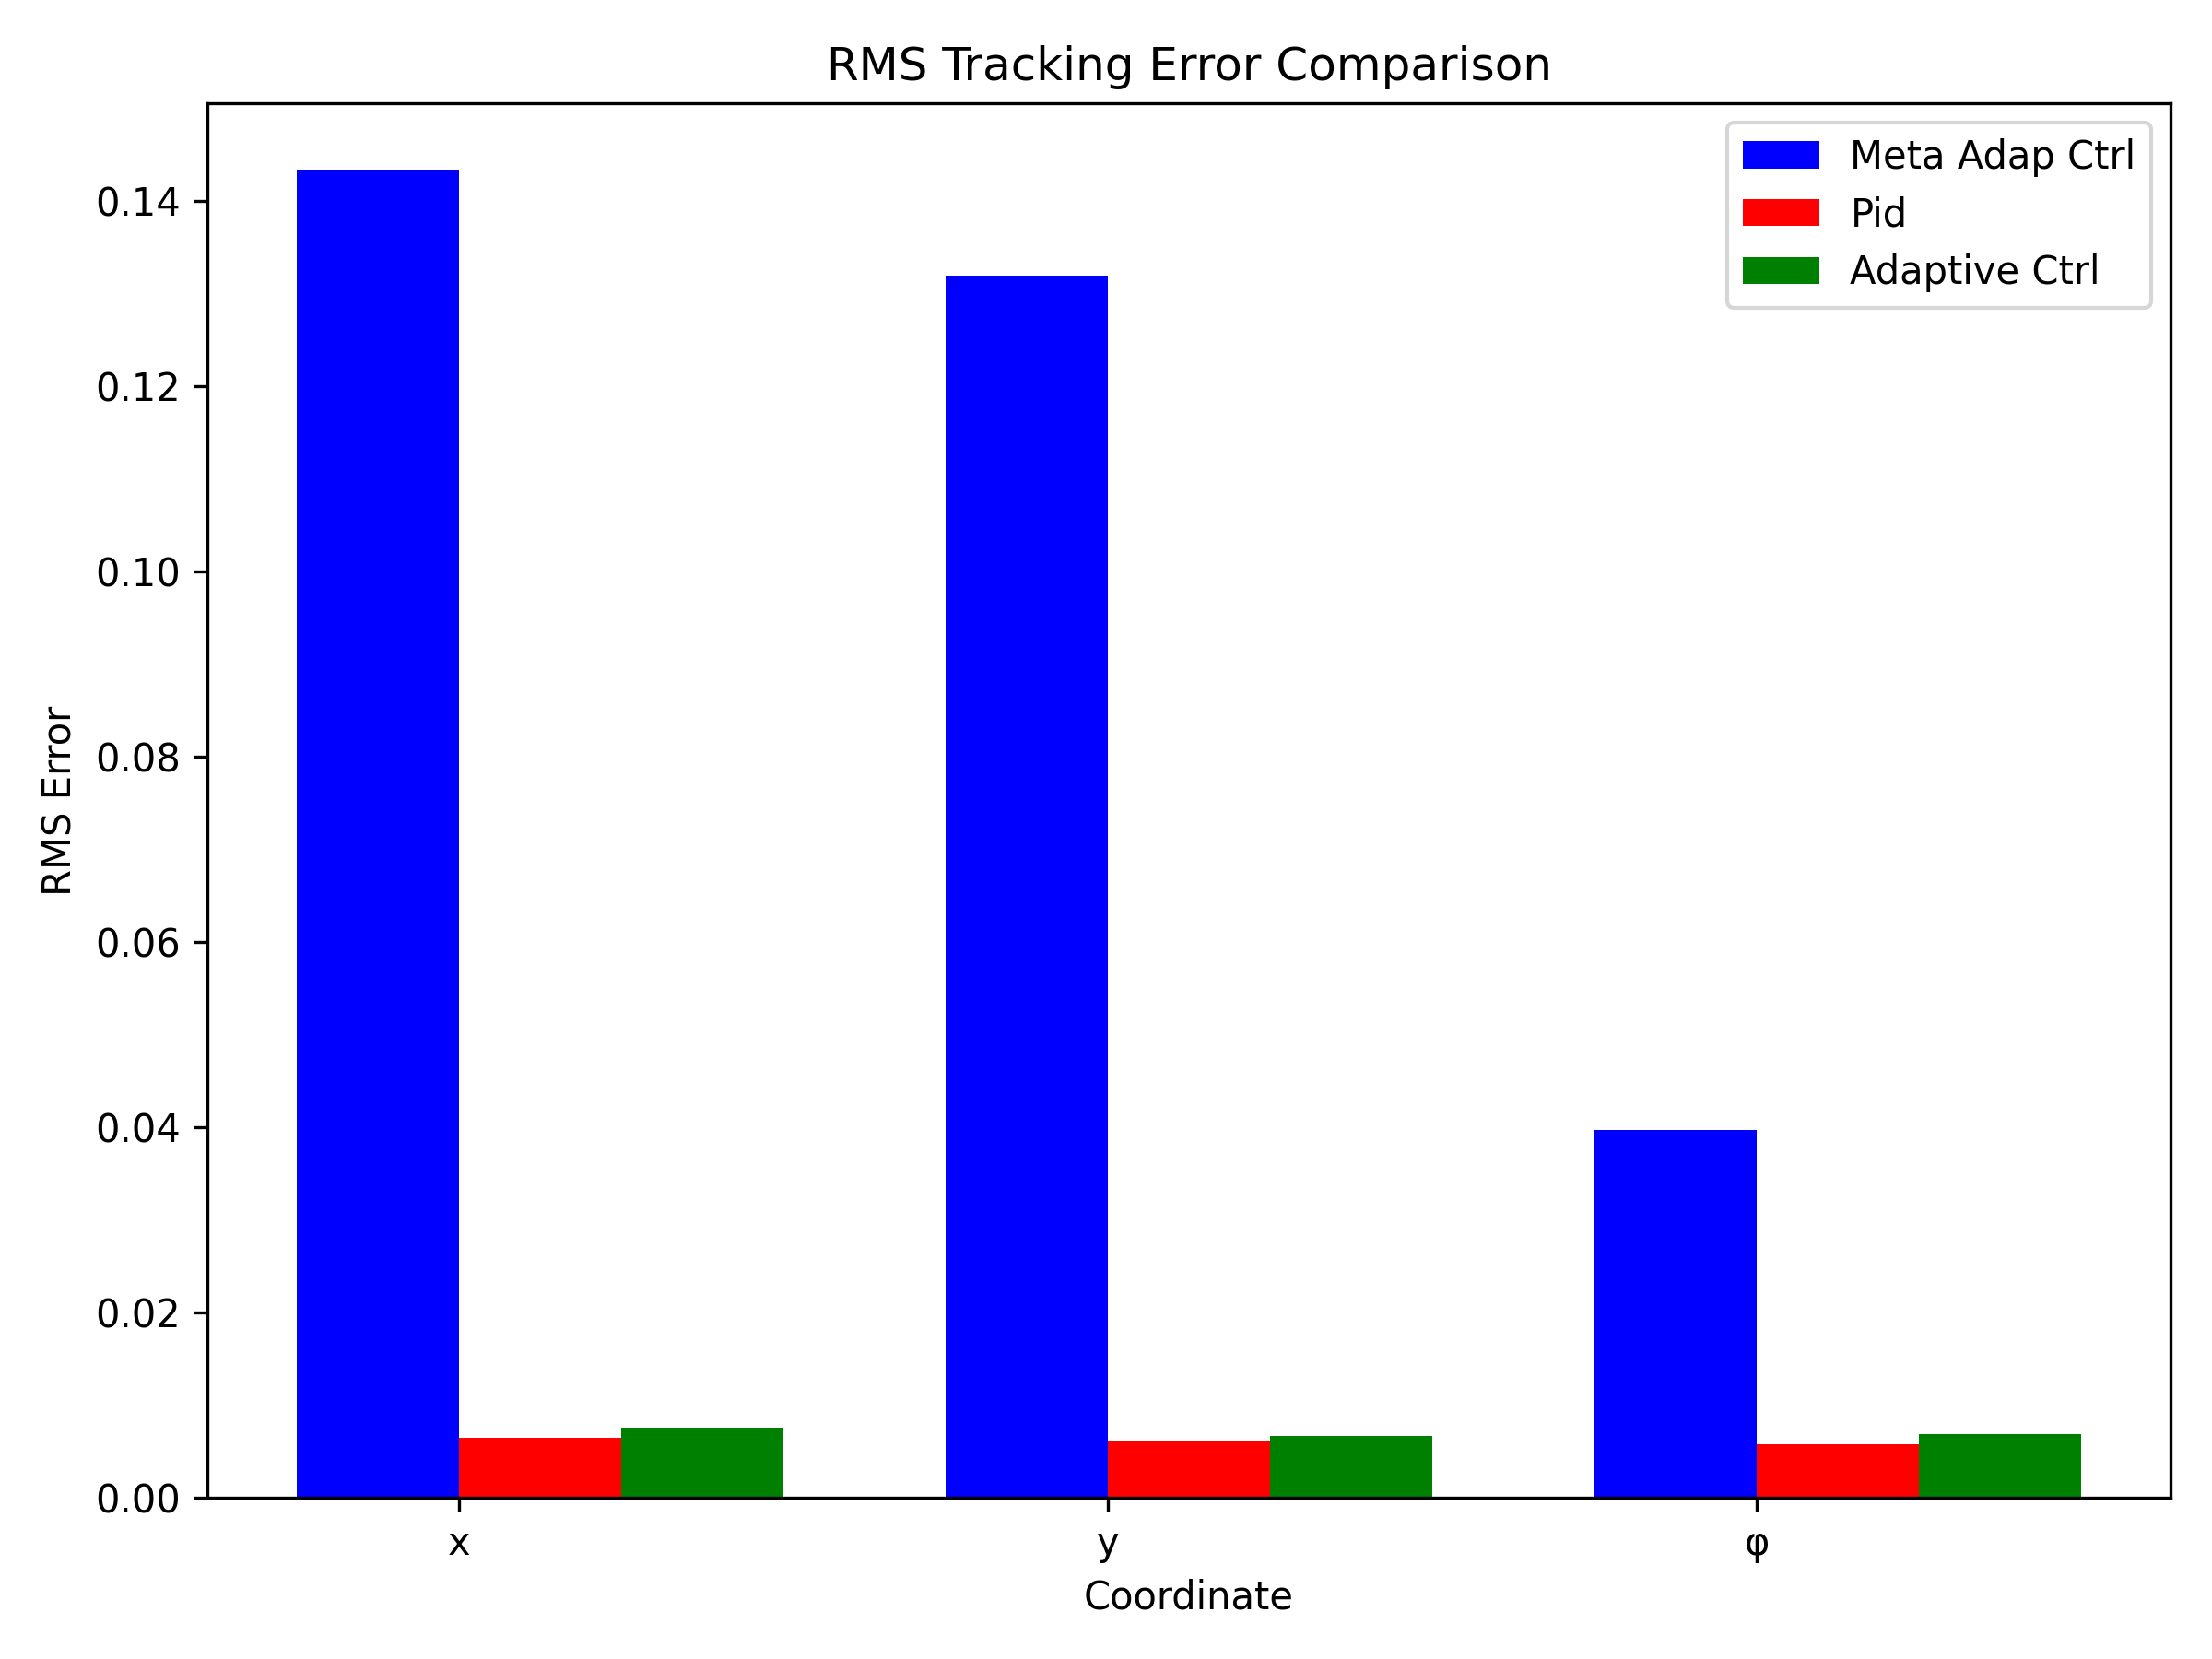 RMS Tracking Error Comparison
Meta Adap Ctrl
Pid
Adaptive Ctrl
RMS Error
0.14
0.12
0.10
0.08
0.06
0.04
0.02
0.00
x y φ
Coordinate